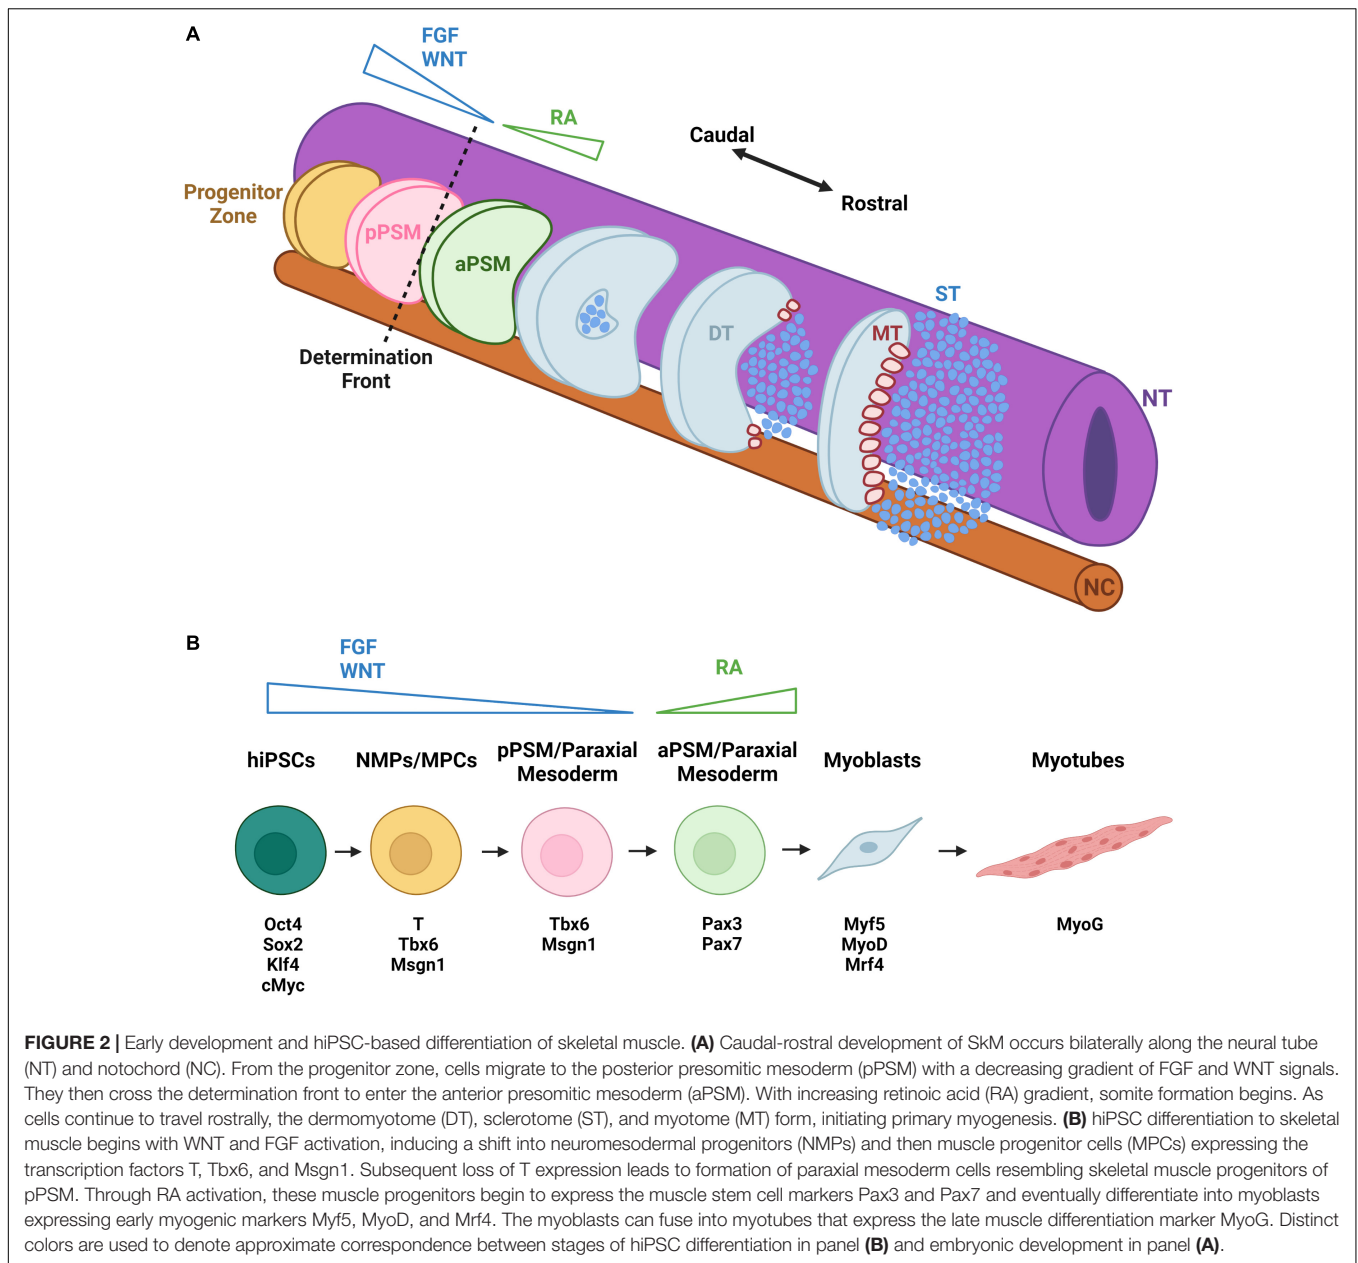 A
FGF
WNT
RA
Caudal
Rostral
Progenitor
Zone
pPSM
aPSM
Determination
Front
DT
MT
ST
NT
NC
B
FGF
WNT
RA
hiPSCs
NMPs/MPCs
pPSM/Paraxial
Mesoderm
aPSM/Paraxial
Mesoderm
Myoblasts
Myotubes
Oct4
Sox2
Klf4
cMyc
T
Tbx6
Msgn1
Tbx6
Msgn1
Pax3
Pax7
Myf5
MyoD
Mrf4
MyoG
FIGURE 2 | Early development and hiPSC-based differentiation of skeletal muscle. (A) Caudal-rostral development of SkM occurs bilaterally along the neural tube
(NT) and notochord (NC). From the progenitor zone, cells migrate to the posterior presomitic mesoderm (pPSM) with a decreasing gradient of FGF and WNT signals.
They then cross the determination front to enter the anterior presomitic mesoderm (aPSM). With increasing retinoic acid (RA) gradient, somite formation begins. As
cells continue to travel rostrally, the dermomyotome (DT), sclerotome (ST), and myotome (MT) form, initiating primary myogenesis. (B) hiPSC differentiation to skeletal
muscle begins with WNT and FGF activation, inducing a shift into neuromesodermal progenitors (NMPs) and then muscle progenitor cells (MPCs) expressing the
transcription factors T, Tbx6, and Msgn1. Subsequent loss of T expression leads to formation of paraxial mesoderm cells resembling skeletal muscle progenitors of
pPSM. Through RA activation, these muscle progenitors begin to express the muscle stem cell markers Pax3 and Pax7 and eventually differentiate into myoblasts
expressing early myogenic markers Myf5, MyoD, and Mrf4. The myoblasts can fuse into myotubes that express the late muscle differentiation marker MyoG. Distinct
colors are used to denote approximate correspondence between stages of hiPSC differentiation in panel (B) and embryonic development in panel (A).